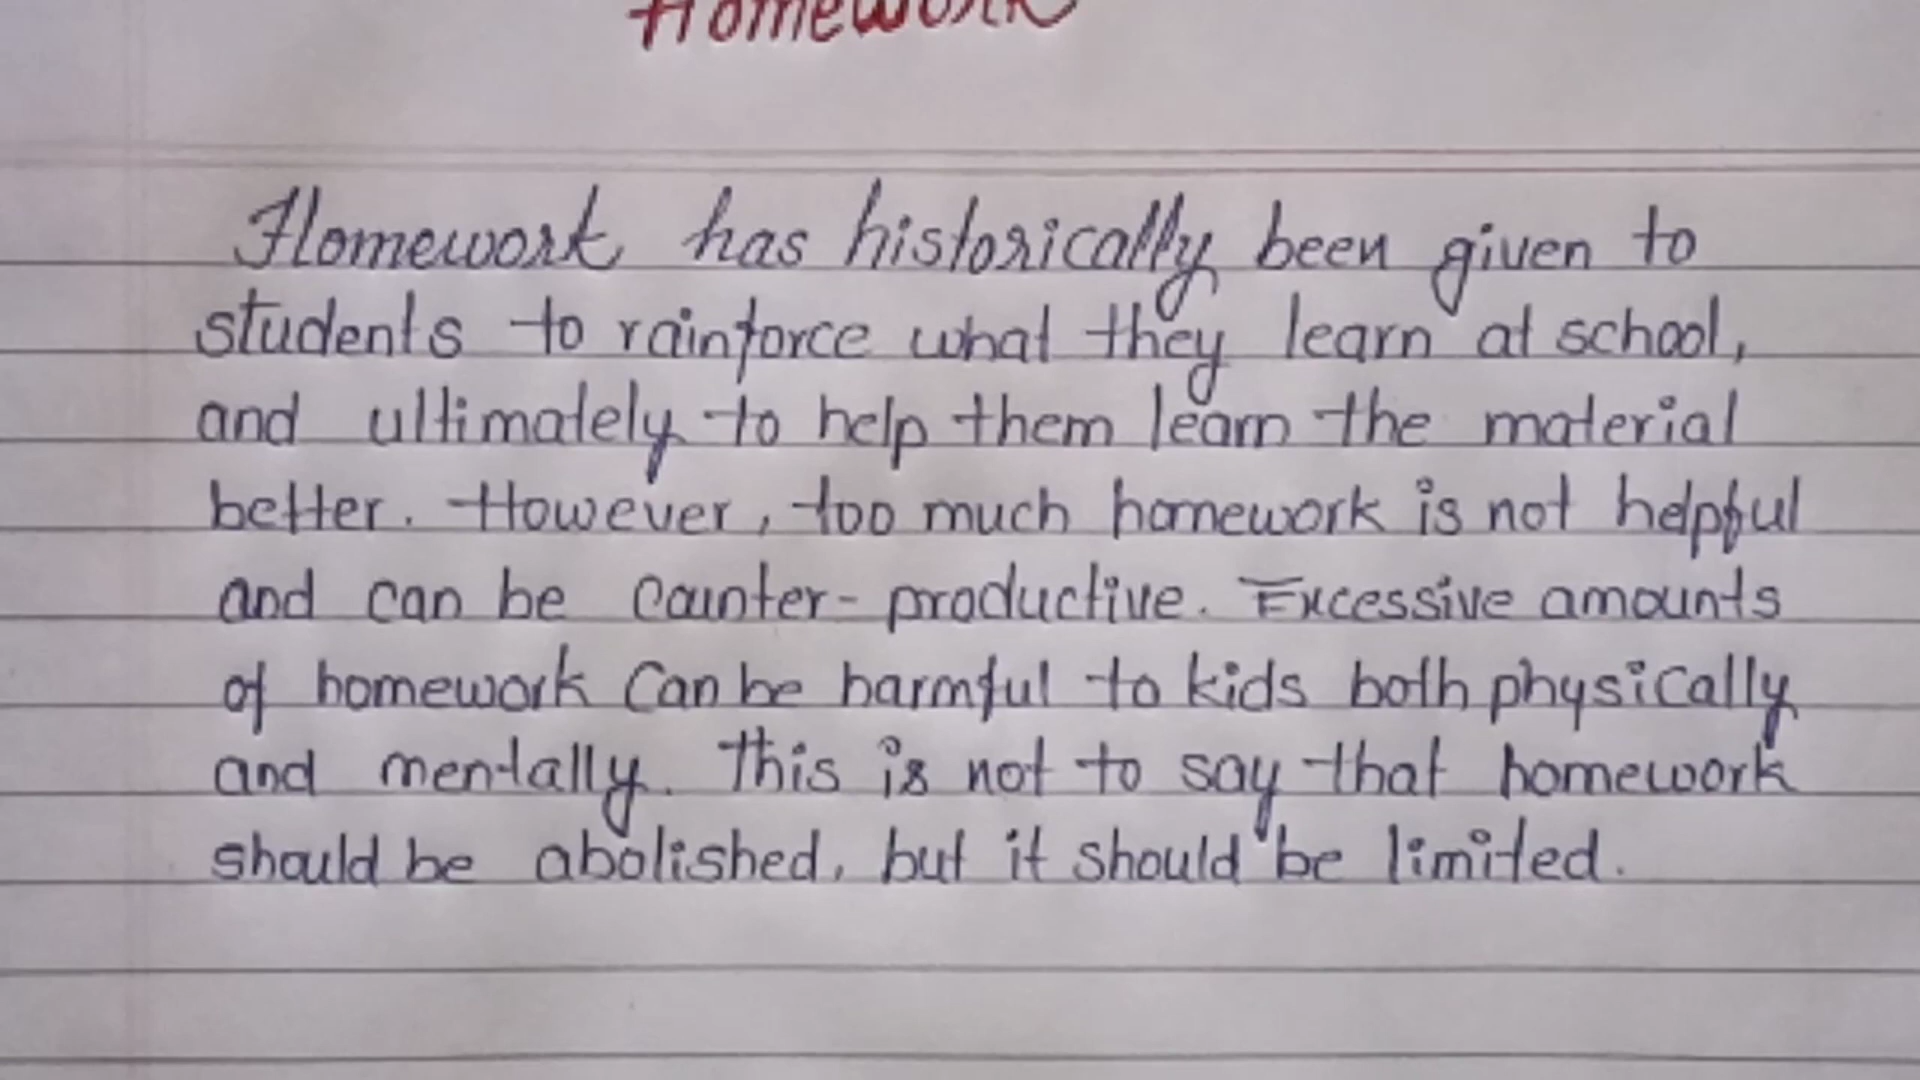 Homework
Homework has historically been given to
students to rainforce what they learn at school,
and ultimately to help them learn the material
better. However, too much homework is not helpful
and can be counter-productive. Excessive amounts
of homework Can be harmful to kids both physically
and mentally. This is not to say that homework
should be abolished, but it should be limited.